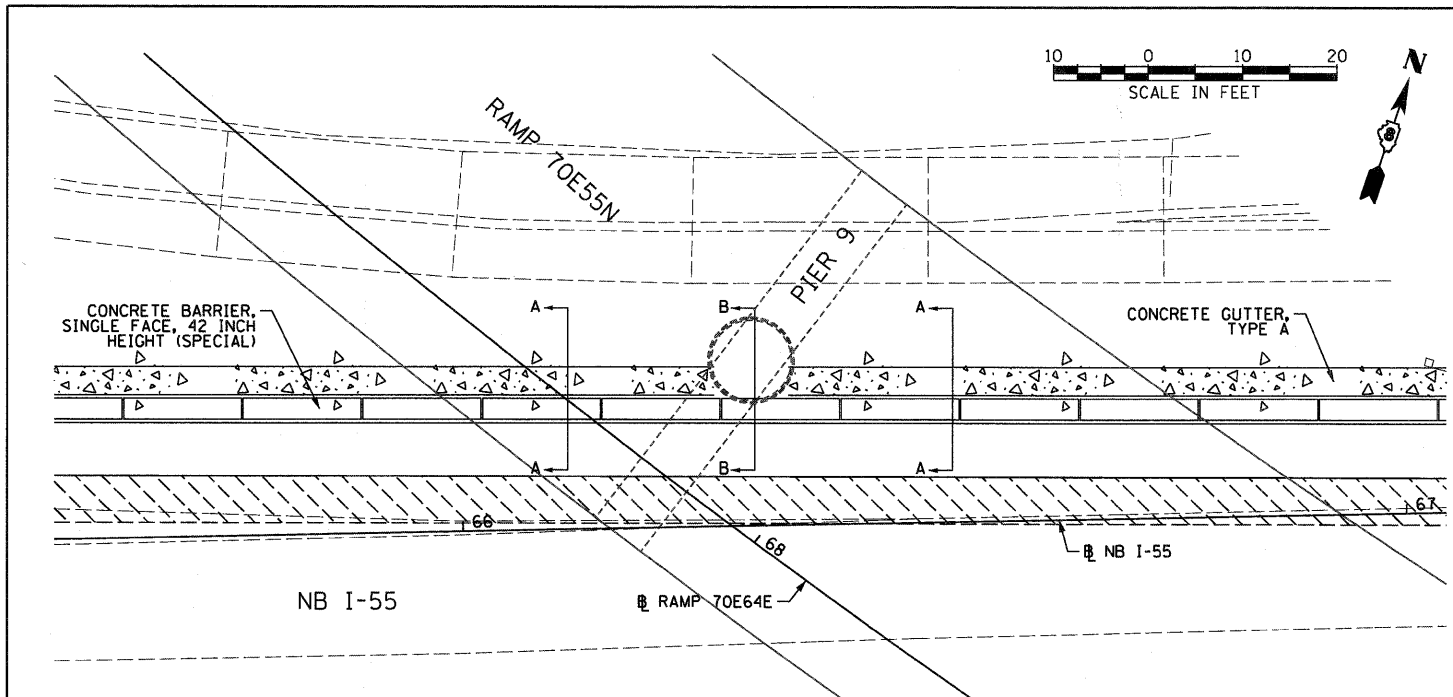 10 0 10 20
SCALE IN FEET
N
8
RAMP 70E55N
PIER 9
CONCRETE BARRIER,
SINGLE FACE, 42 INCH
HEIGHT (SPECIAL)
A B A
CONCRETE GUTTER,
TYPE A
A B A
66
67
68
℄ NB I-55
NB I-55
℄ RAMP 70E64E